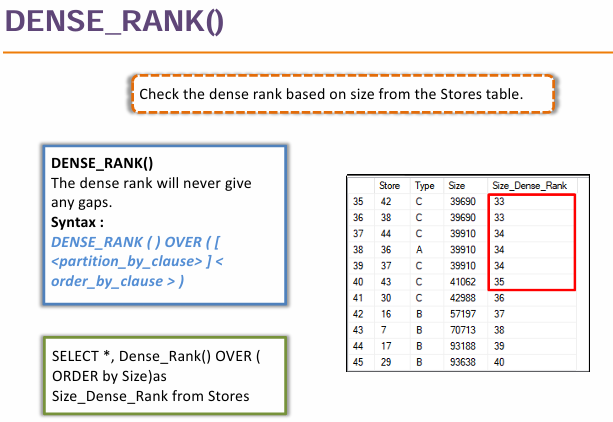 DENSE_RANK()
Check the dense rank based on size from the Stores table.
DENSE_RANK()
The dense rank will never give
any gaps.
Syntax :
DENSE_RANK ( ) OVER ( [
<partition_by_clause> ] <
order_by_clause > )
SELECT *, Dense_Rank() OVER (
ORDER by Size)as
Size_Dense_Rank from Stores
Store Type Size Size_Dense_Rank
35 42 C 39690 33
36 38 C 39690 33
37 44 C 39910 34
38 36 A 39910 34
39 37 C 39910 34
40 43 C 41062 35
41 30 C 42988 36
42 16 B 57197 37
43 7 B 70713 38
44 17 B 93188 39
45 29 B 93638 40